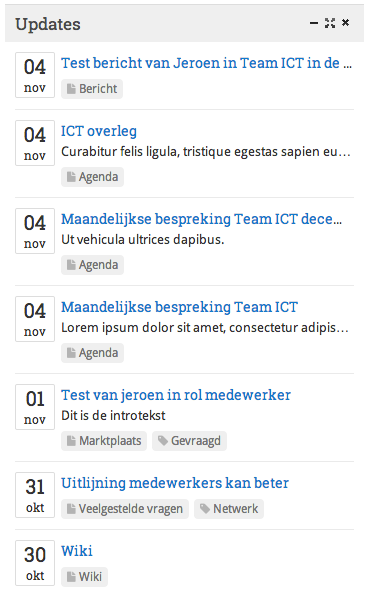 Updates
04
nov
Test bericht van Jeroen in Team ICT in de ...
Bericht
04
nov
ICT overleg
Curabitur felis ligula, tristique egestas sapien eu...
Agenda
04
nov
Maandelijkse bespreking Team ICT dece...
Ut vehicula ultrices dapibus.
Agenda
04
nov
Maandelijkse bespreking Team ICT
Lorem ipsum dolor sit amet, consectetur adipis...
Agenda
01
nov
Test van jeroen in rol medewerker
Dit is de introtekst
Marktplaats Gevraagd
31
okt
Uitlijning medewerkers kan beter
Veelgestelde vragen Netwerk
30
okt
Wiki
Wiki